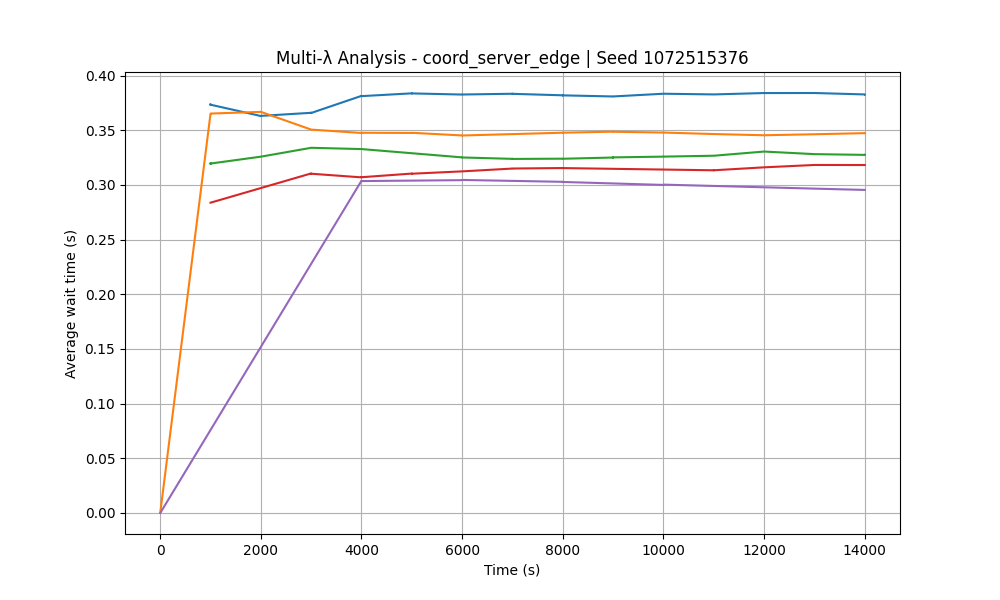 Multi-λ Analysis - coord_server_edge | Seed 1072515376
Average wait time (s)
0.40
0.35
0.30
0.25
0.20
0.15
0.10
0.05
0.00
0 2000 4000 6000 8000 10000 12000 14000
Time (s)